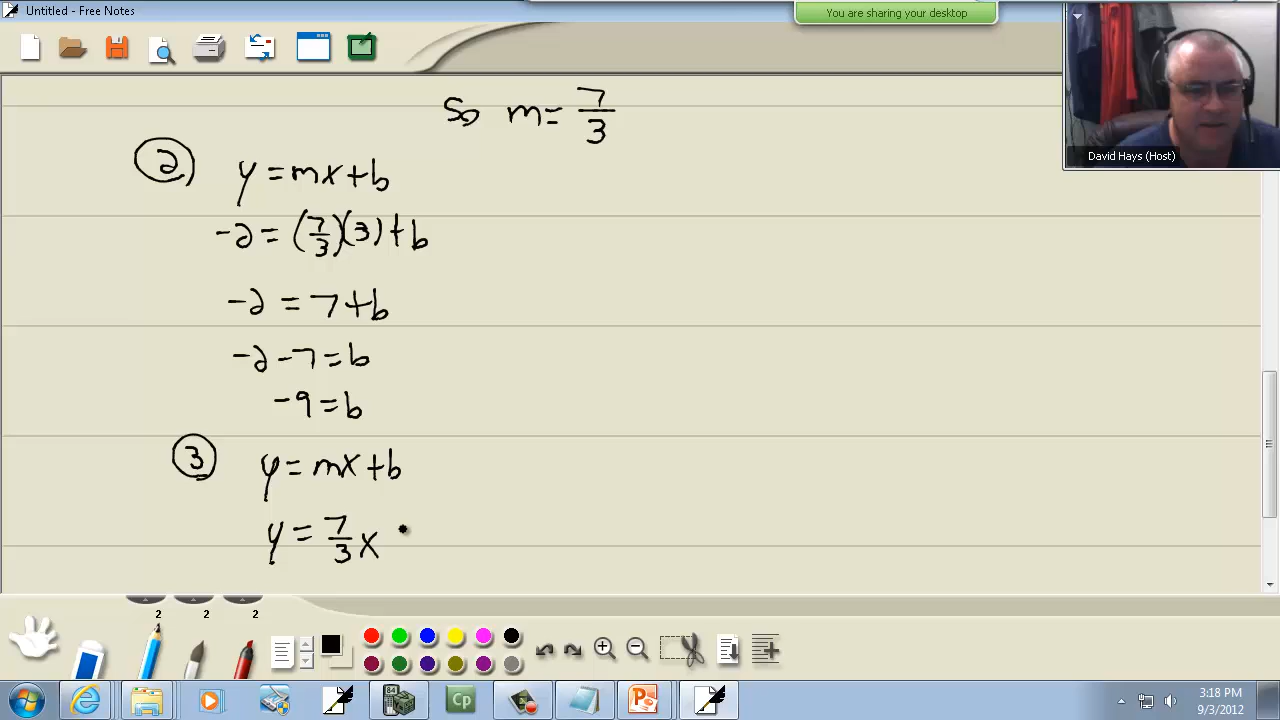 Untitled - Free Notes
You are sharing your desktop
David Hays (Host)
So m = 7/3
② y = mx + b
-2 = (7/3)(3) + b
-2 = 7 + b
-2 - 7 = b
-9 = b
③ y = mx + b
y = 7/3 x
2 2 2
Cp
3:18 PM
9/3/2012